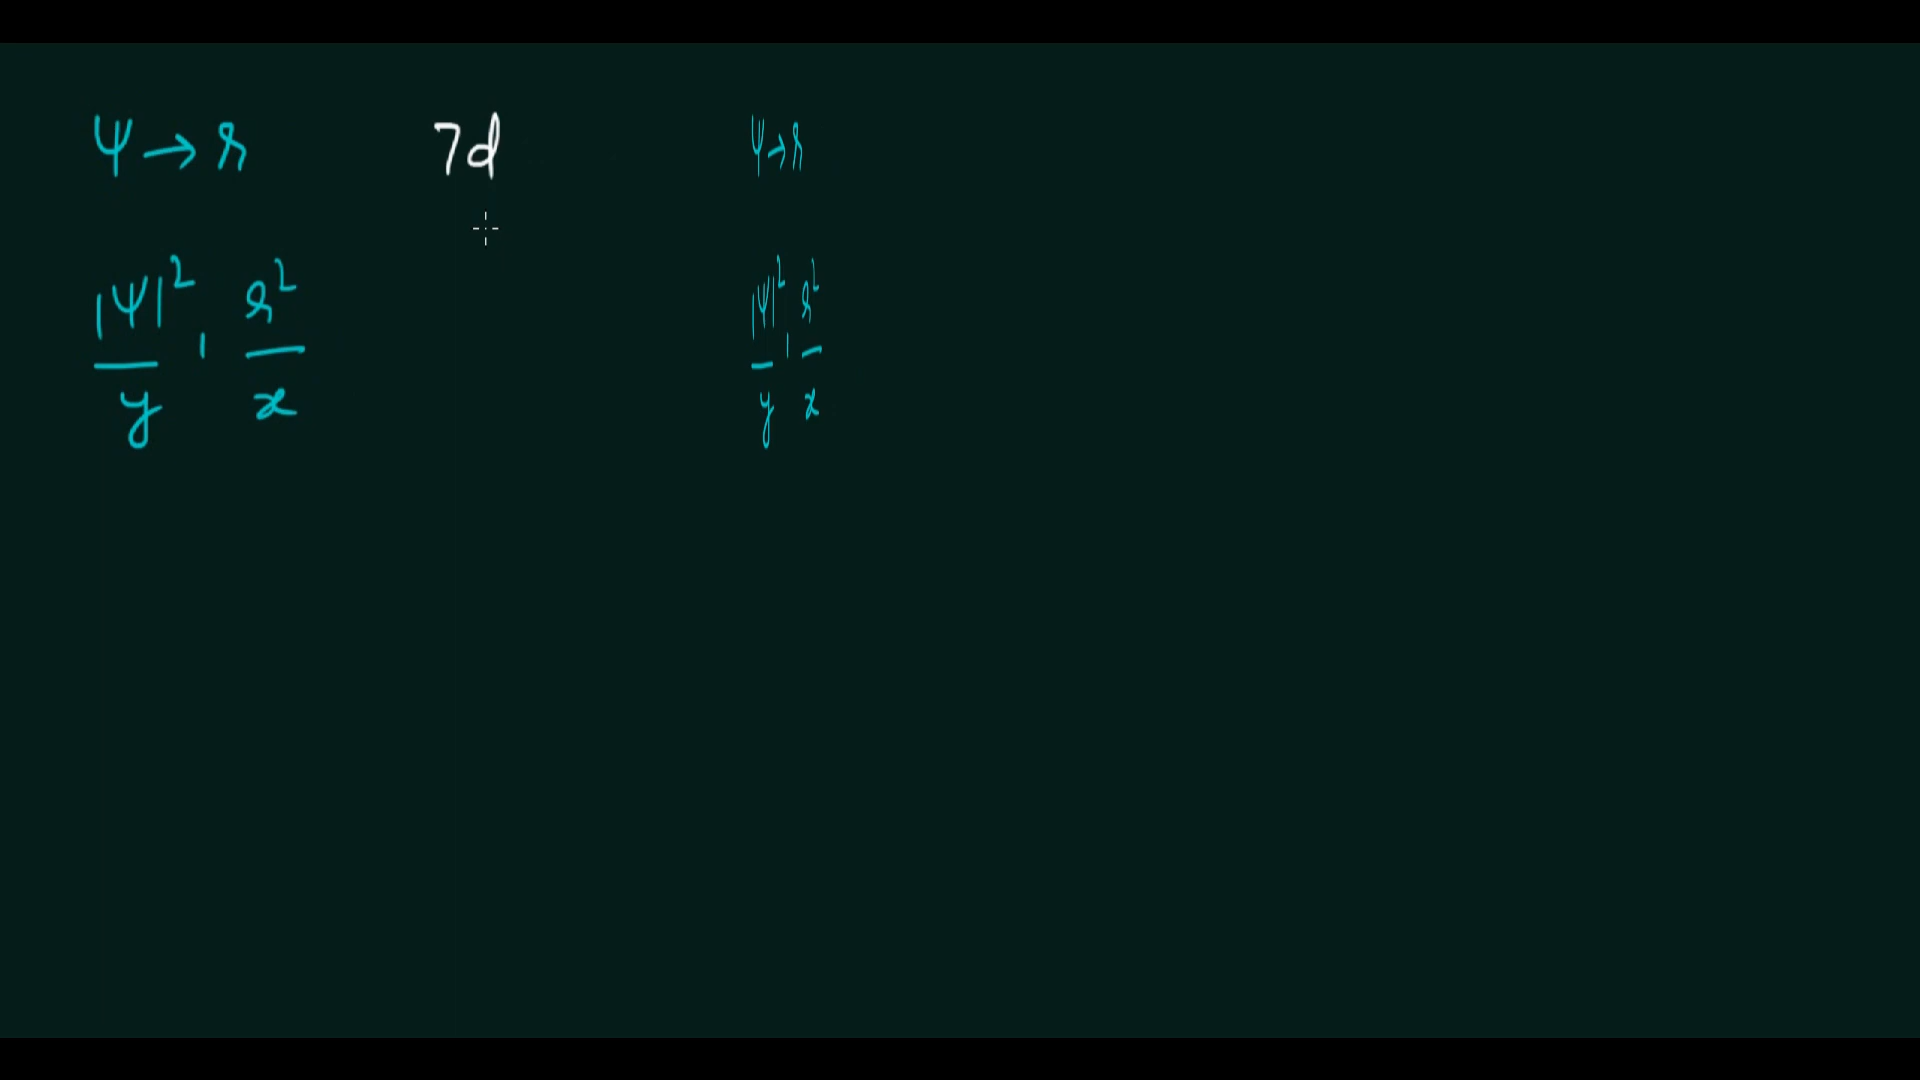 ψ → r 7d ψ → r
|ψ|² , r² |ψ|² , r²
y x y x